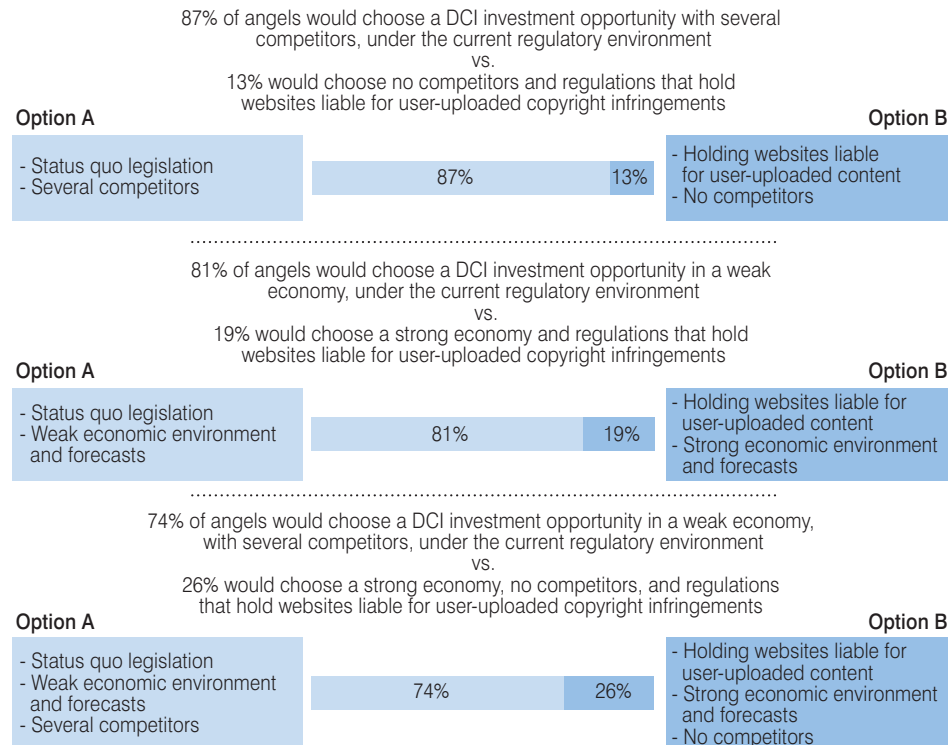 87% of angels would choose a DCI investment opportunity with several
competitors, under the current regulatory environment
vs.
13% would choose no competitors and regulations that hold
websites liable for user-uploaded copyright infringements
Option A
Option B
- Status quo legislation
- Several competitors
87%
13%
- Holding websites liable
for user-uploaded content
- No competitors
81% of angels would choose a DCI investment opportunity in a weak
economy, under the current regulatory environment
vs.
19% would choose a strong economy and regulations that hold
websites liable for user-uploaded copyright infringements
Option A
Option B
- Status quo legislation
- Weak economic environment
and forecasts
81%
19%
- Holding websites liable for
user-uploaded content
- Strong economic environment
and forecasts
74% of angels would choose a DCI investment opportunity in a weak economy,
with several competitors, under the current regulatory environment
vs.
26% would choose a strong economy, no competitors, and regulations
that hold websites liable for user-uploaded copyright infringements
Option A
Option B
- Status quo legislation
- Weak economic environment
and forecasts
- Several competitors
74%
26%
- Holding websites liable for
user-uploaded content
- Strong economic environment
and forecasts
- No competitors